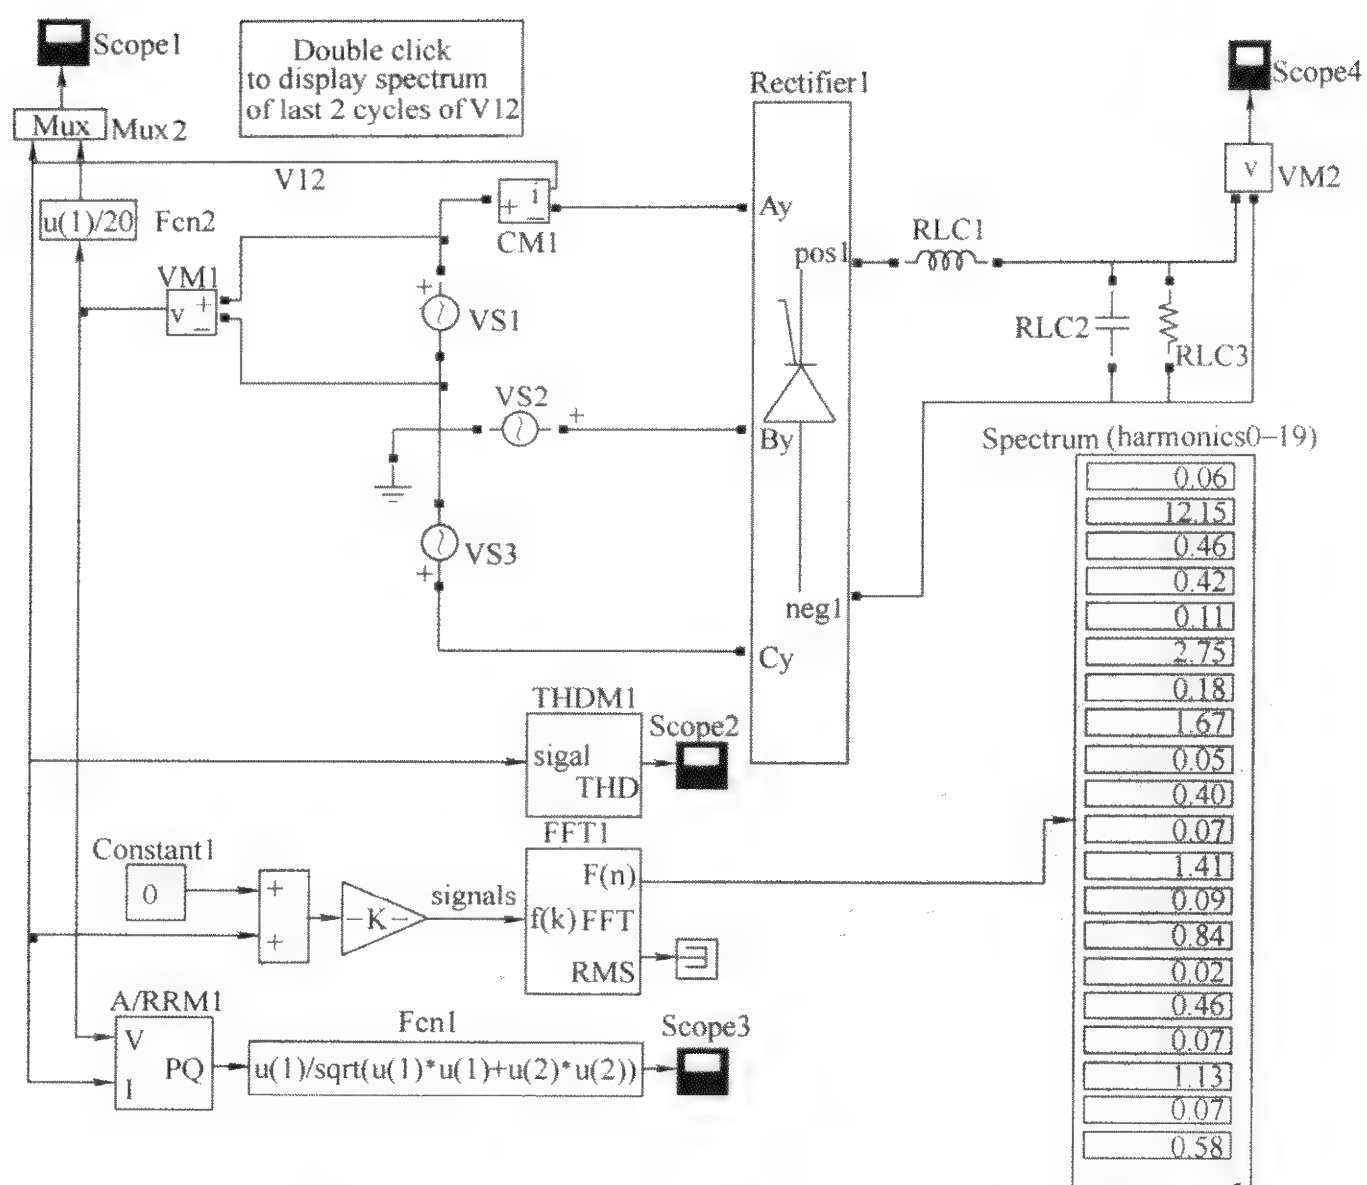 Scope1
Double click
to display spectrum
of last 2 cycles of V12
Rectifier1
Scope4
Mux
Mux2
v
VM2
V12
i
+
−
CM1
Ay
u(1)/20
Fcn2
RLC1
pos1
VM1
v
+
−
+
VS1
RLC2
RLC3
VS2
+
By
Spectrum (harmonics0−19)
0.06
12.15
0.46
0.42
0.11
2.75
0.18
1.67
0.05
0.40
0.07
1.41
0.09
0.84
0.02
0.46
0.07
1.13
0.07
0.58
VS3
+
neg1
Cy
THDM1
sigal
THD
Scope2
FFT1
F(n)
f(k) FFT
RMS
Constant1
0
+
+
−K−
signals
A/RRM1
V
PQ
I
Fcn1
u(1)/sqrt(u(1)*u(1)+u(2)*u(2))
Scope3